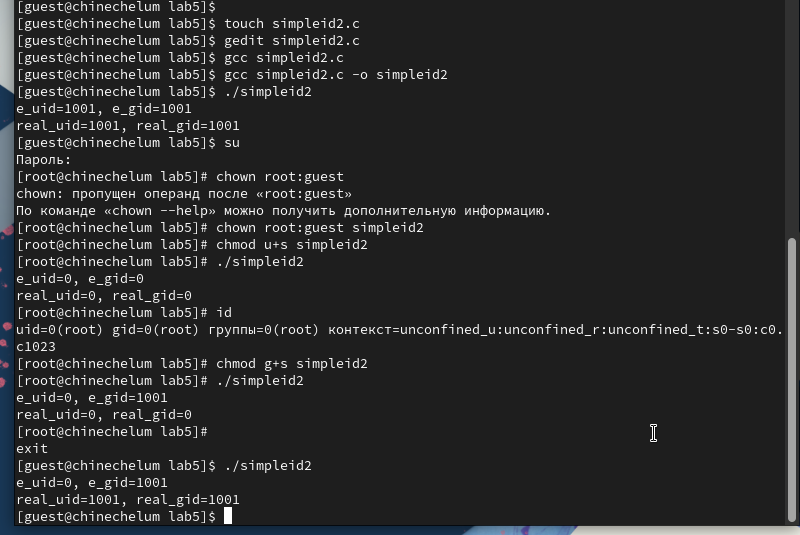 [guest@chinechelum lab5]$
[guest@chinechelum lab5]$ touch simpleid2.c
[guest@chinechelum lab5]$ gedit simpleid2.c
[guest@chinechelum lab5]$ gcc simpleid2.c
[guest@chinechelum lab5]$ gcc simpleid2.c -o simpleid2
[guest@chinechelum lab5]$ ./simpleid2
e_uid=1001, e_gid=1001
real_uid=1001, real_gid=1001
[guest@chinechelum lab5]$ su
Пароль:
[root@chinechelum lab5]# chown root:guest
chown: пропущен операнд после «root:guest»
По команде «chown --help» можно получить дополнительную информацию.
[root@chinechelum lab5]# chown root:guest simpleid2
[root@chinechelum lab5]# chmod u+s simpleid2
[root@chinechelum lab5]# ./simpleid2
e_uid=0, e_gid=0
real_uid=0, real_gid=0
[root@chinechelum lab5]# id
uid=0(root) gid=0(root) группы=0(root) контекст=unconfined_u:unconfined_r:unconfined_t:s0-s0:c0.
c1023
[root@chinechelum lab5]# chmod g+s simpleid2
[root@chinechelum lab5]# ./simpleid2
e_uid=0, e_gid=1001
real_uid=0, real_gid=0
[root@chinechelum lab5]#
exit
[guest@chinechelum lab5]$ ./simpleid2
e_uid=0, e_gid=1001
real_uid=1001, real_gid=1001
[guest@chinechelum lab5]$